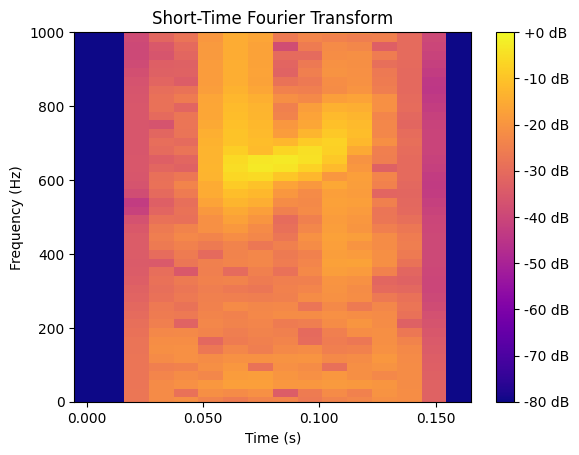 Short-Time Fourier Transform
1000
800
600
400
200
0
Frequency (Hz)
0.000
0.050
0.100
0.150
Time (s)
+0 dB
-10 dB
-20 dB
-30 dB
-40 dB
-50 dB
-60 dB
-70 dB
-80 dB